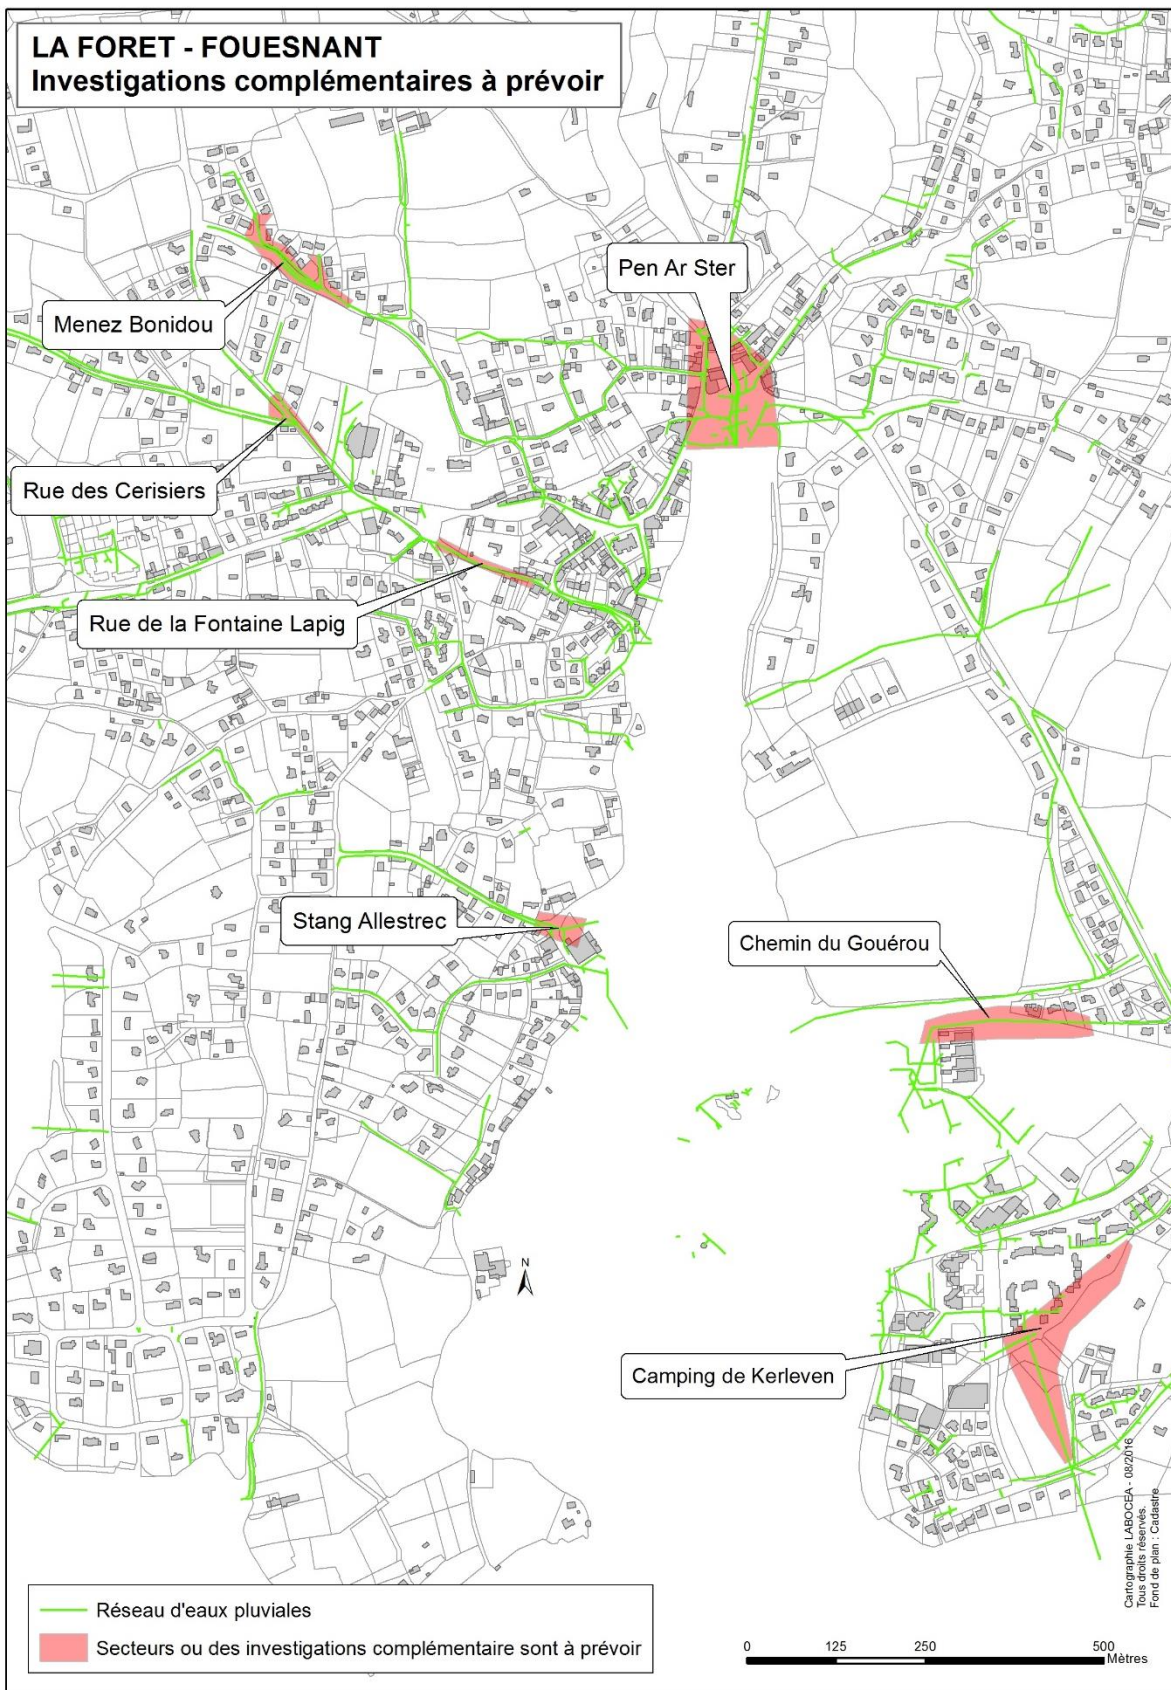 LA FORET - FOUESNANT
Investigations complémentaires à prévoir
Pen Ar Ster
Menez Bonidou
Rue des Cerisiers
Rue de la Fontaine Lapig
Stang Allestrec
Chemin du Gouérou
N
Camping de Kerleven
Cartographie LABOCEA - 08/2016
Tous droits réservés.
Fond de plan : Cadastre
Réseau d'eaux pluviales
Secteurs ou des investigations complémentaire sont à prévoir
0 125 250 500
Mètres